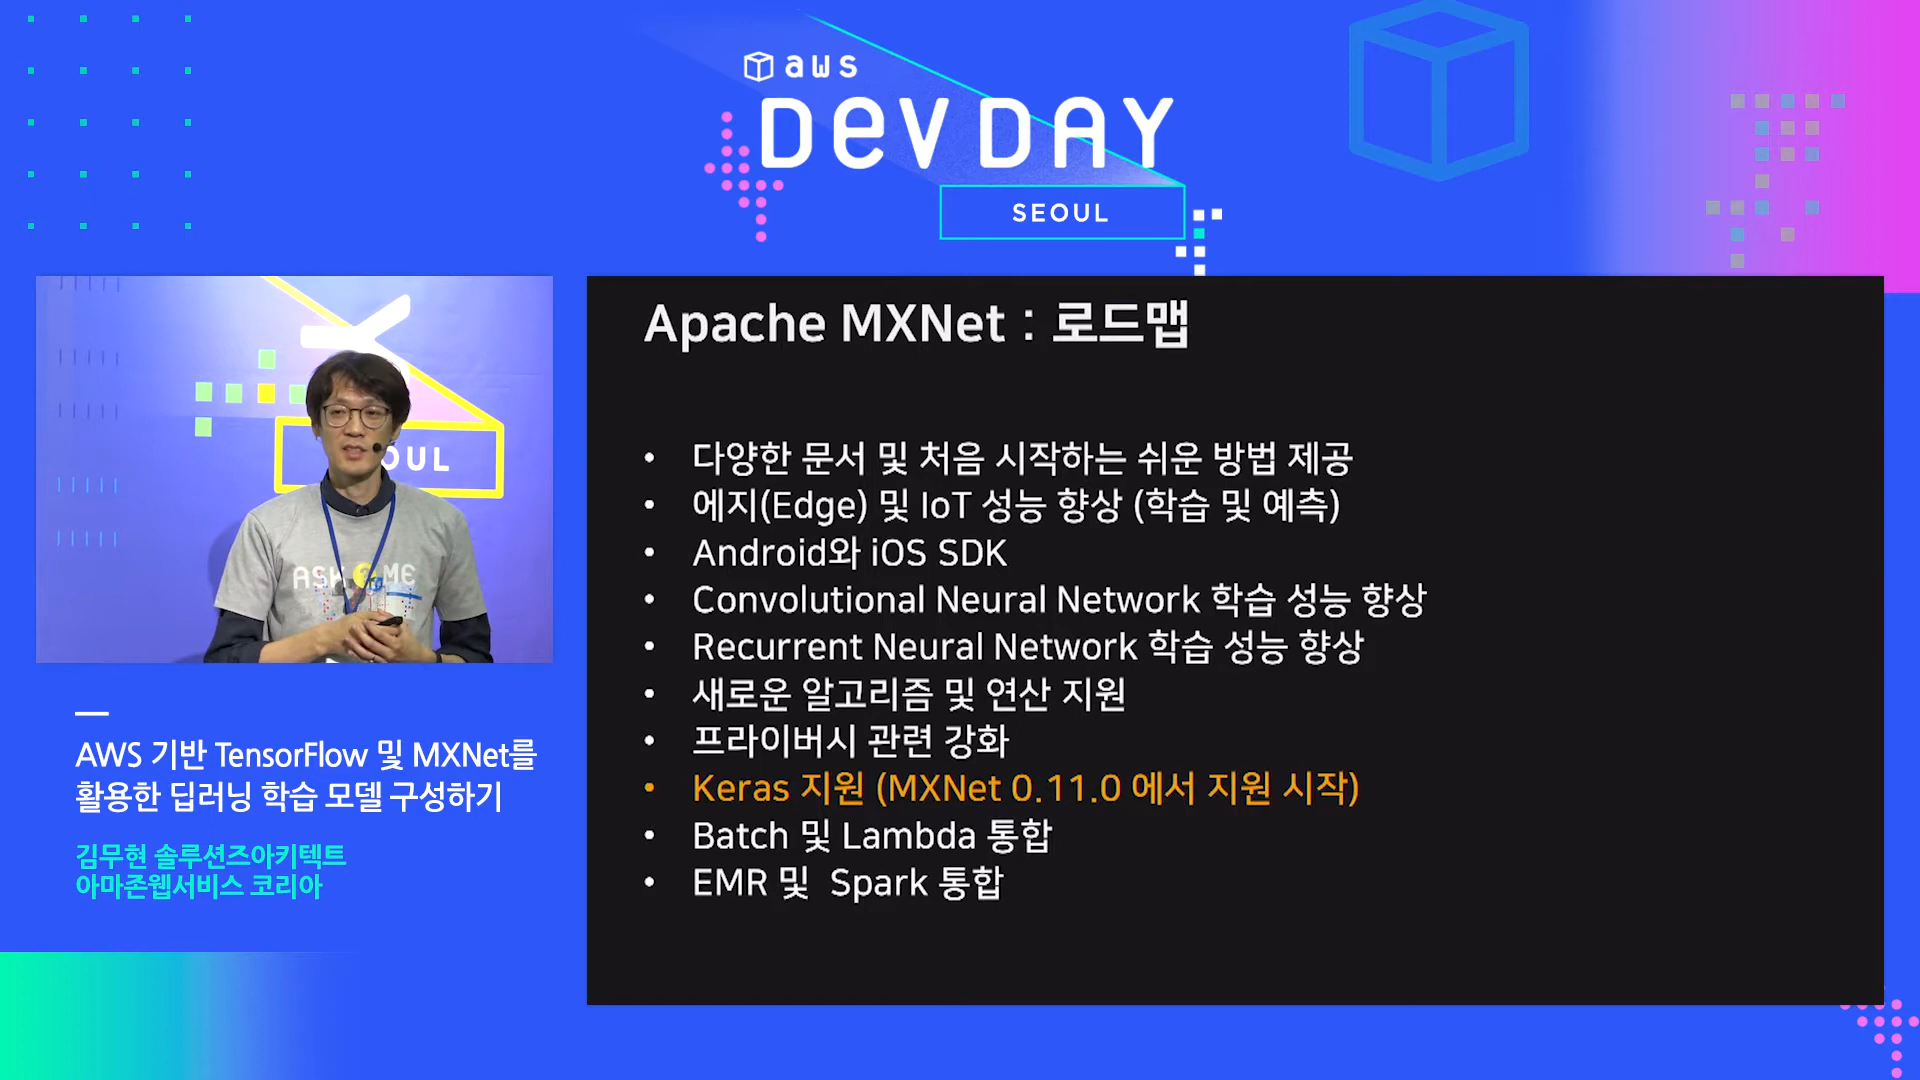 aws
DEV DAY
SEOUL
OUL
ASK ME
AWS 기반 TensorFlow 및 MXNet를
활용한 딥러닝 학습 모델 구성하기
김무현 솔루션즈아키텍트
아마존웹서비스 코리아
Apache MXNet : 로드맵
• 다양한 문서 및 처음 시작하는 쉬운 방법 제공
• 에지(Edge) 및 IoT 성능 향상 (학습 및 예측)
• Android와 iOS SDK
• Convolutional Neural Network 학습 성능 향상
• Recurrent Neural Network 학습 성능 향상
• 새로운 알고리즘 및 연산 지원
• 프라이버시 관련 강화
• Keras 지원 (MXNet 0.11.0 에서 지원 시작)
• Batch 및 Lambda 통합
• EMR 및 Spark 통합